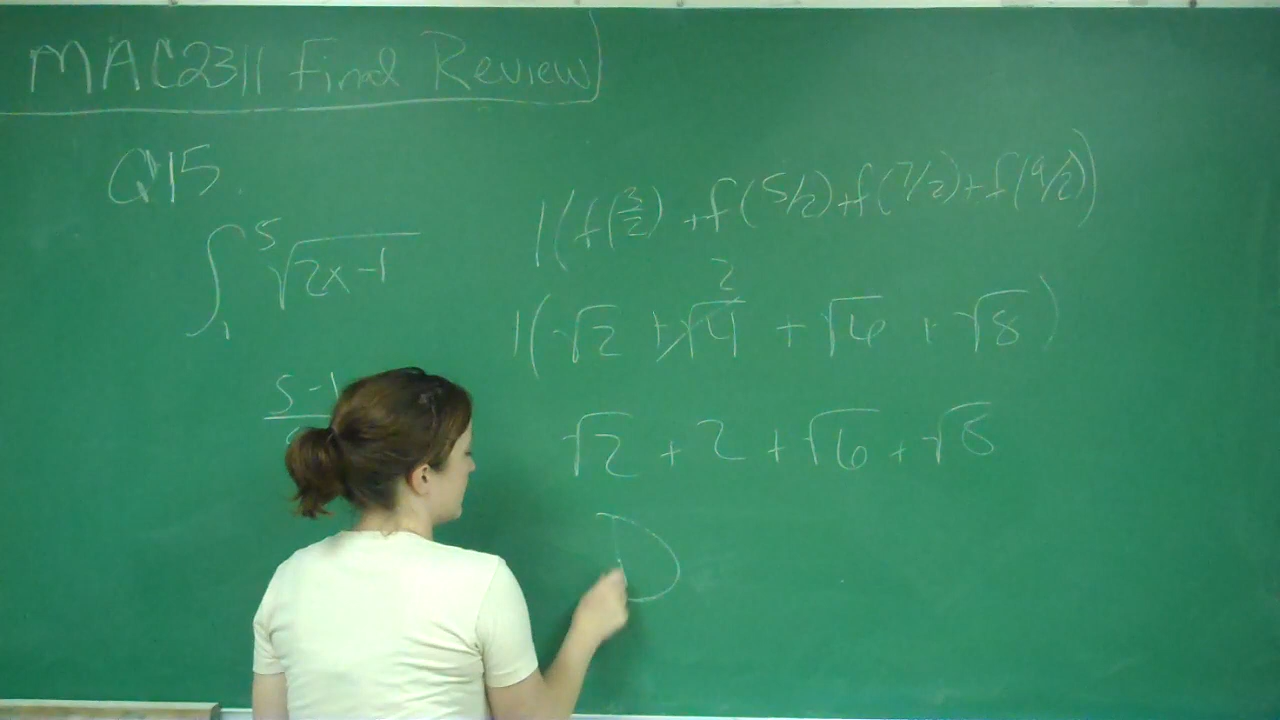 MAC2311 Final Review
Q15
∫₁⁵ √(2x-1)
5-1
1(f(3/2) + f(5/2) + f(7/2) + f(9/2))
2
1(√2 + √4 + √6 + √8)
√2 + 2 + √6 + √8
D